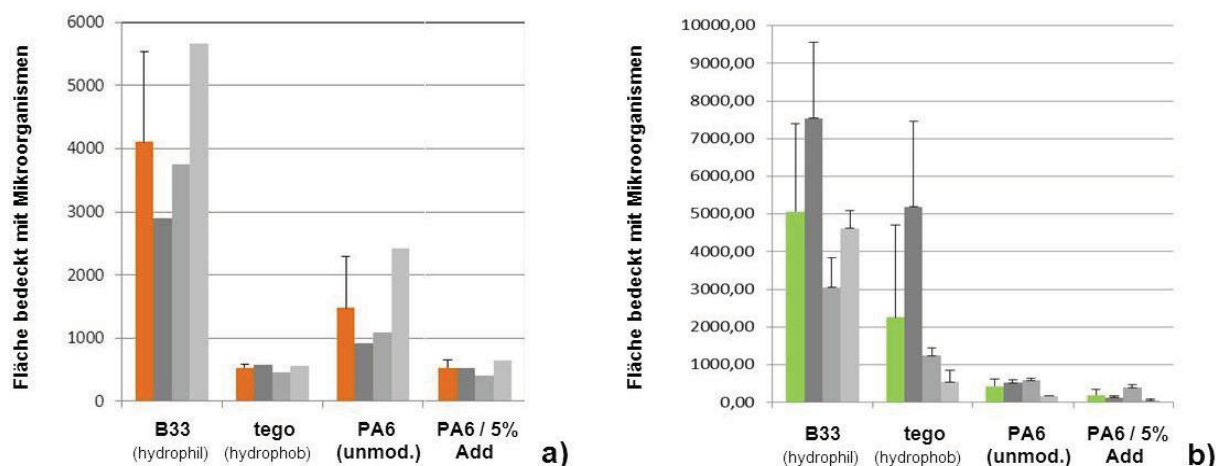 Fläche bedeckt mit Mikroorganismen
6000
5000
4000
3000
2000
1000
0
B33
(hydrophil)
tego
(hydrophob)
PA6
(unmod.)
PA6 / 5%
Add
a)
Fläche bedeckt mit Mikroorganismen
10000,00
9000,00
8000,00
7000,00
6000,00
5000,00
4000,00
3000,00
2000,00
1000,00
0,00
B33
(hydrophil)
tego
(hydrophob)
PA6
(unmod.)
PA6 / 5%
Add
b)